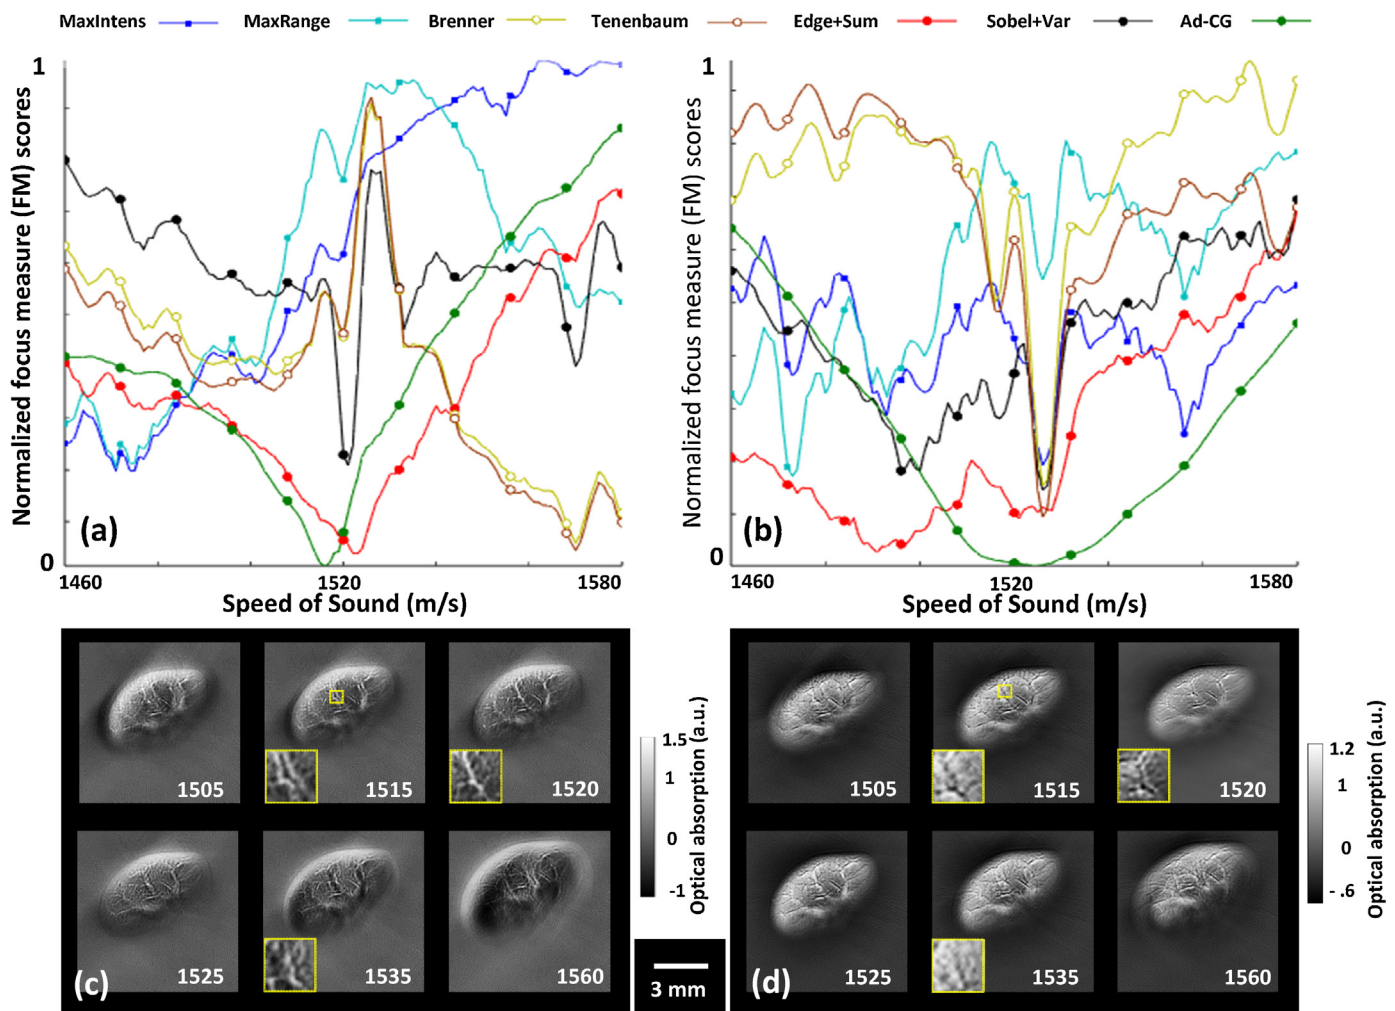 MaxIntens MaxRange Brenner Tenenbaum Edge+Sum Sobel+Var Ad-CG
1
Normalized focus measure (FM) scores
0
(a)
1460 1520 1580
Speed of Sound (m/s)
1
Normalized focus measure (FM) scores
0
(b)
1460 1520 1580
Speed of Sound (m/s)
1505 1515 1520
1525 1535 1560
(c)
1.5
1
0
-1
Optical absorption (a.u.)
3 mm
1505 1515 1520
1525 1535 1560
(d)
1.2
1
0
- .6
Optical absorption (a.u.)